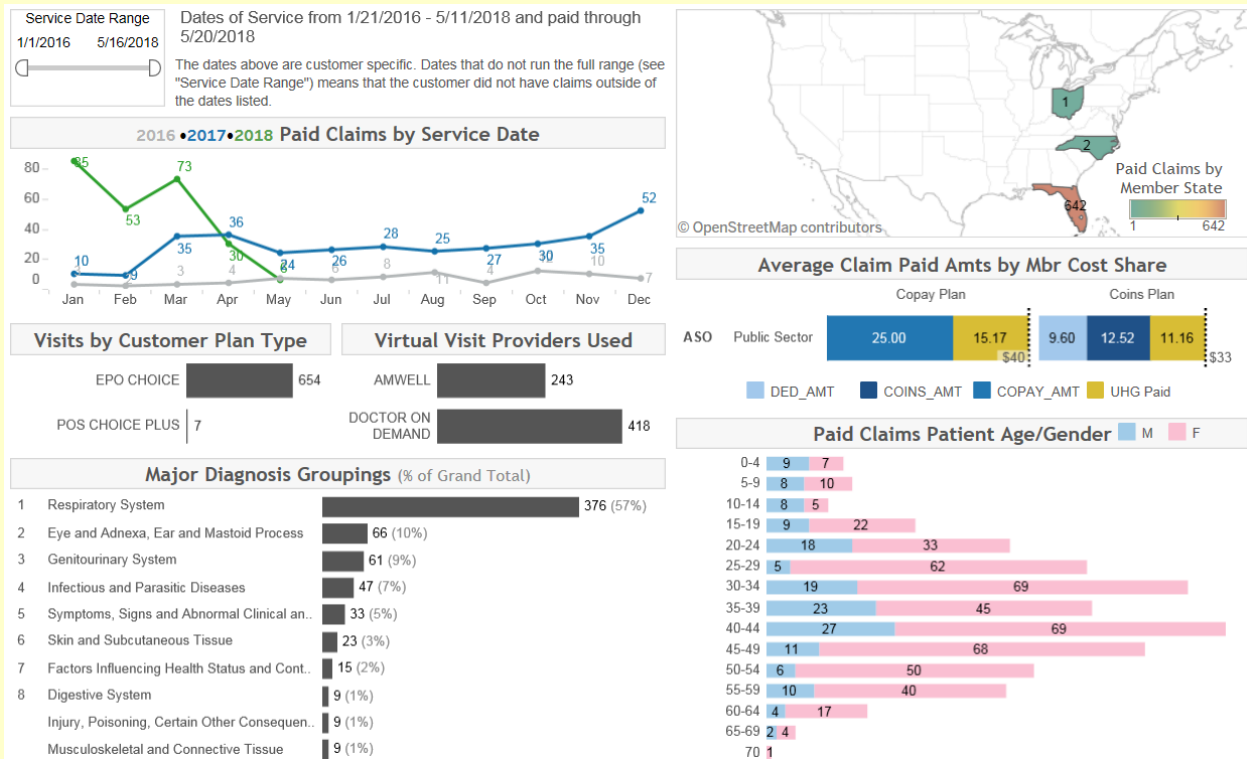 Service Date Range
1/1/2016 5/16/2018
Dates of Service from 1/21/2016 - 5/11/2018 and paid through
5/20/2018
The dates above are customer specific. Dates that do not run the full range (see
"Service Date Range") means that the customer did not have claims outside of
the dates listed.
2016 •2017•2018 Paid Claims by Service Date
80
60
40
20
0
85
53
73
30
6
10
9
35
36
24
26
28
25
27
30
35
52
3
4
6
8
11
4
10
7
Jan Feb Mar Apr May Jun Jul Aug Sep Oct Nov Dec
1
2
642
Paid Claims by
Member State
1 642
© OpenStreetMap contributors
Visits by Customer Plan Type
EPO CHOICE 654
POS CHOICE PLUS 7
Virtual Visit Providers Used
AMWELL 243
DOCTOR ON
DEMAND 418
Average Claim Paid Amts by Mbr Cost Share
Copay Plan Coins Plan
ASO Public Sector 25.00 15.17 $40 9.60 12.52 11.16 $33
DED_AMT COINS_AMT COPAY_AMT UHG Paid
Major Diagnosis Groupings (% of Grand Total)
1 Respiratory System 376 (57%)
2 Eye and Adnexa, Ear and Mastoid Process 66 (10%)
3 Genitourinary System 61 (9%)
4 Infectious and Parasitic Diseases 47 (7%)
5 Symptoms, Signs and Abnormal Clinical an.. 33 (5%)
6 Skin and Subcutaneous Tissue 23 (3%)
7 Factors Influencing Health Status and Cont.. 15 (2%)
8 Digestive System 9 (1%)
Injury, Poisoning, Certain Other Consequen.. 9 (1%)
Musculoskeletal and Connective Tissue 9 (1%)
Paid Claims Patient Age/Gender M F
0-4 9 7
5-9 8 10
10-14 8 5
15-19 9 22
20-24 18 33
25-29 5 62
30-34 19 69
35-39 23 45
40-44 27 69
45-49 11 68
50-54 6 50
55-59 10 40
60-64 4 17
65-69 2 4
70 1